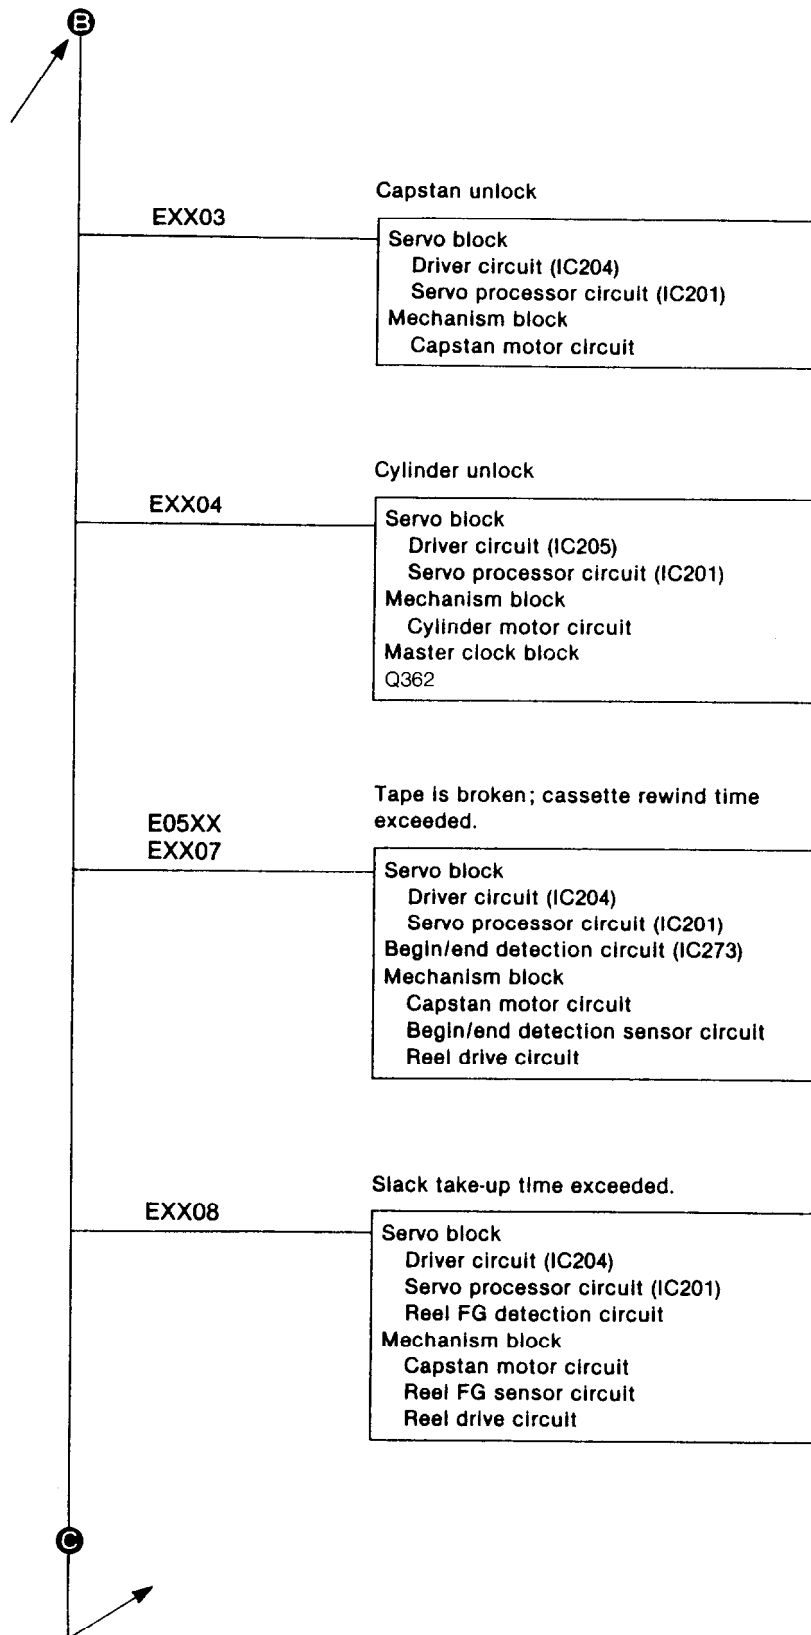 B
Capstan unlock
EXX03
Servo block
Driver circuit (IC204)
Servo processor circuit (IC201)
Mechanism block
Capstan motor circuit
Cylinder unlock
EXX04
Servo block
Driver circuit (IC205)
Servo processor circuit (IC201)
Mechanism block
Cylinder motor circuit
Master clock block
Q362
Tape is broken; cassette rewind time
exceeded.
E05XX
EXX07
Servo block
Driver circuit (IC204)
Servo processor circuit (IC201)
Begin/end detection circuit (IC273)
Mechanism block
Capstan motor circuit
Begin/end detection sensor circuit
Reel drive circuit
Slack take-up time exceeded.
EXX08
Servo block
Driver circuit (IC204)
Servo processor circuit (IC201)
Reel FG detection circuit
Mechanism block
Capstan motor circuit
Reel FG sensor circuit
Reel drive circuit
C